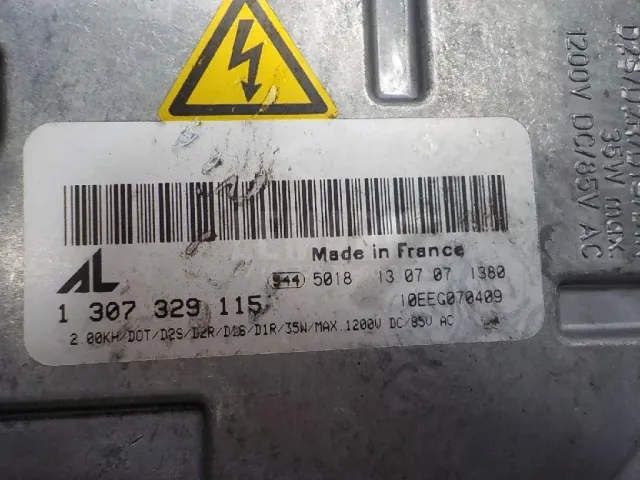 Made in France
AL
944 5018 13 07 07 1380
1 307 329 115
10EEG070409
2.00KH/DOT/D2S/D2R/D1S/D1R/35W/MAX.1200V DC/85V AC
35W max.
1200V DC/85V AC